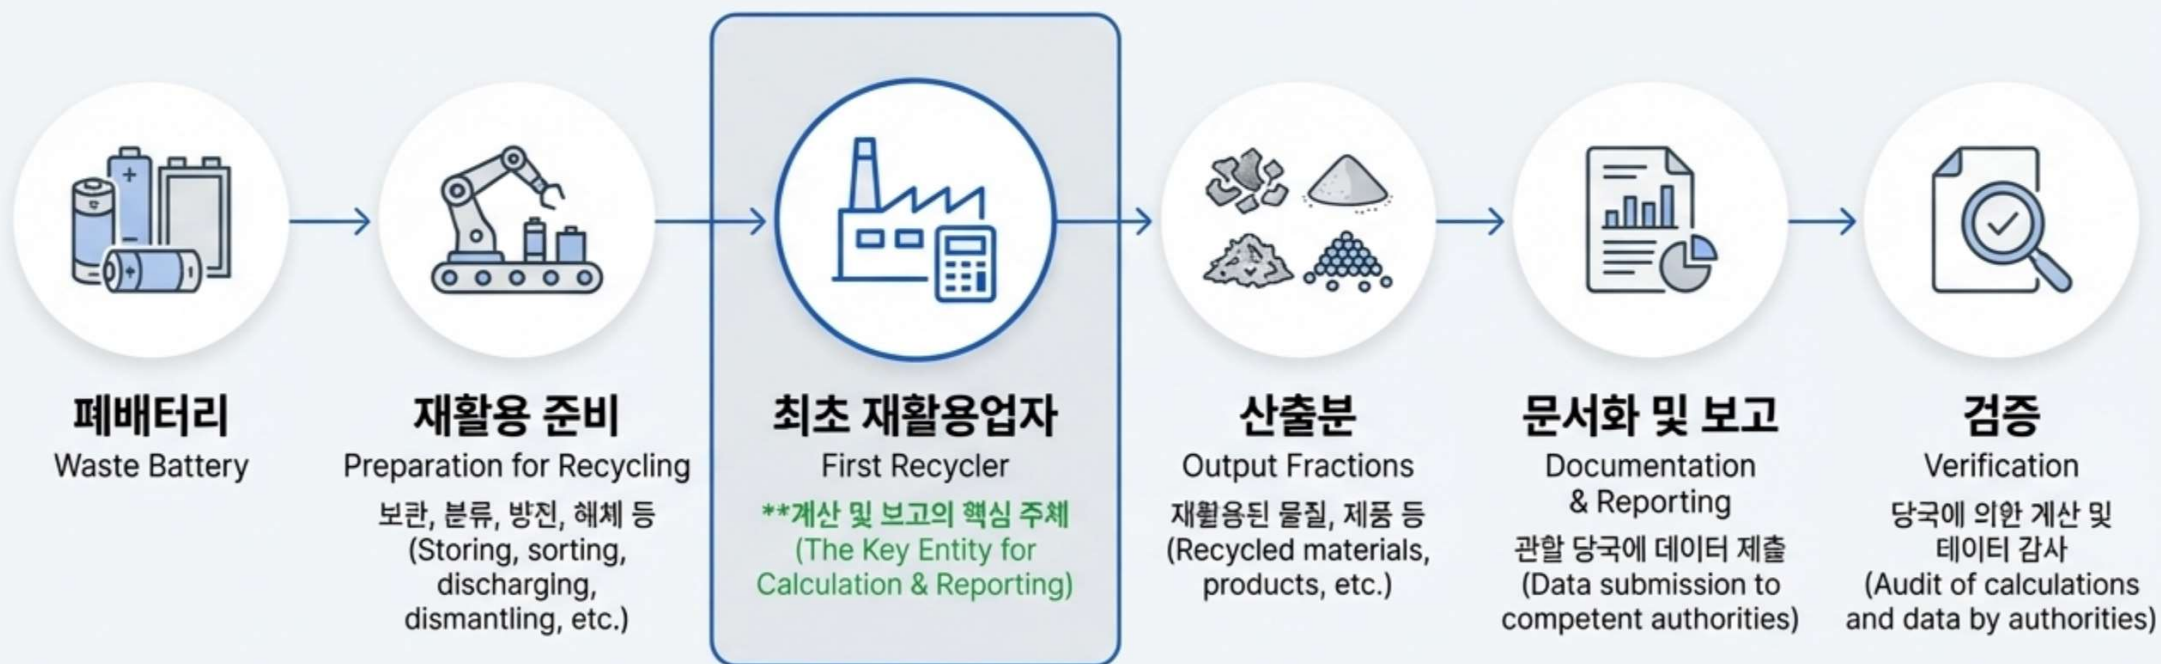 폐배터리
Waste Battery
재활용 준비
Preparation for Recycling
보관, 분류, 방전, 해체 등
(Storing, sorting,
discharging,
dismantling, etc.)
최초 재활용업자
First Recycler
**계산 및 보고의 핵심 주체
(The Key Entity for
Calculation & Reporting)
산출분
Output Fractions
재활용된 물질, 제품 등
(Recycled materials,
products, etc.)
문서화 및 보고
Documentation
& Reporting
관할 당국에 데이터 제출
(Data submission to
competent authorities)
검증
Verification
당국에 의한 계산 및
데이터 감사
(Audit of calculations
and data by authorities)